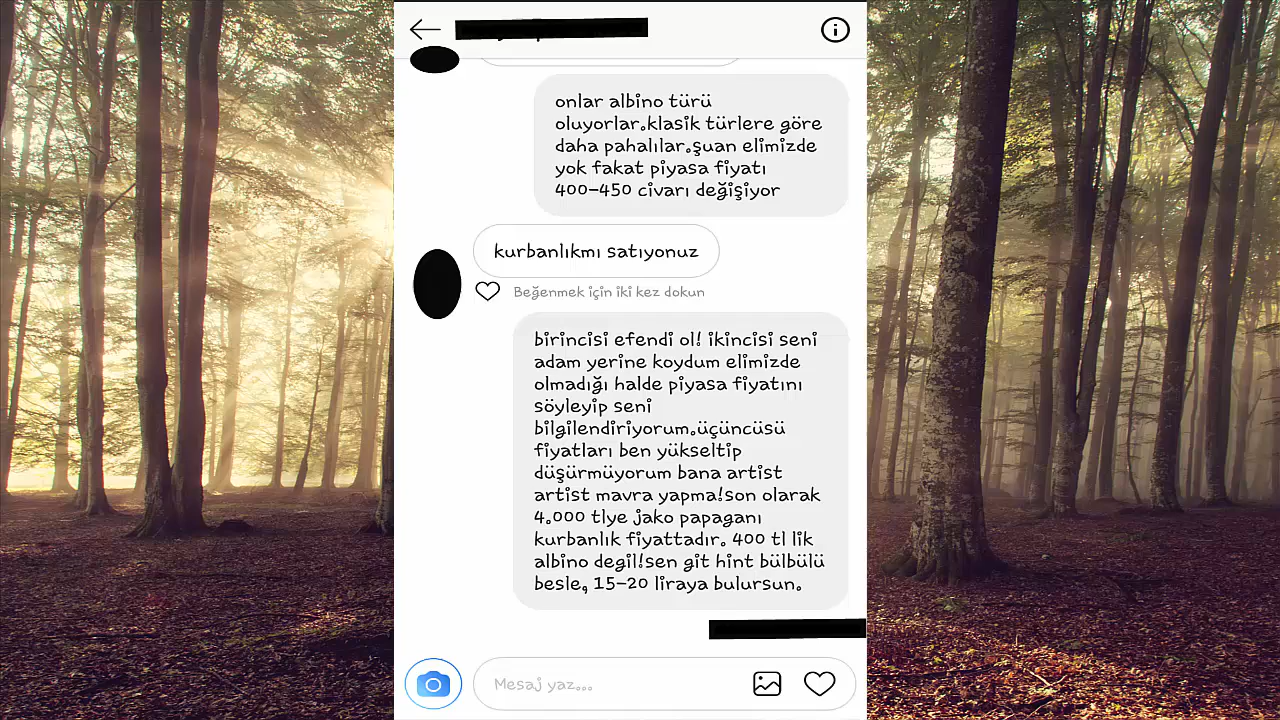 onlar albino türü
oluyorlar.klasik türlere göre
daha pahalılar.şuan elimizde
yok fakat piyasa fiyatı
400-450 civarı değişiyor
kurbanlıkmı satıyonuz
Beğenmek için iki kez dokun
birincisi efendi ol! ikincisi seni
adam yerine koydum elimizde
olmadığı halde piyasa fiyatını
söyleyip seni
bilgilendiriyorum.üçüncüsü
fiyatları ben yükseltip
düşürmüyorum bana artist
artist mavra yapma!son olarak
4.000 tlye jako papaganı
kurbanlık fiyattadır. 400 tl lik
albino degil!sen git hint bülbülü
besle, 15-20 liraya bulursun.
Mesaj yaz...